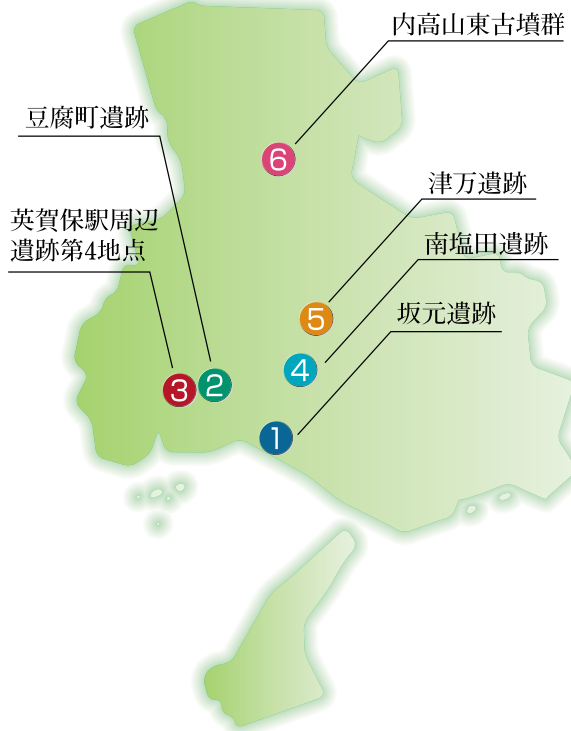 内高山東古墳群
豆腐町遺跡
6
津万遺跡
英賀保駅周辺
遺跡第4地点
南塩田遺跡
坂元遺跡
5
4
3
2
1